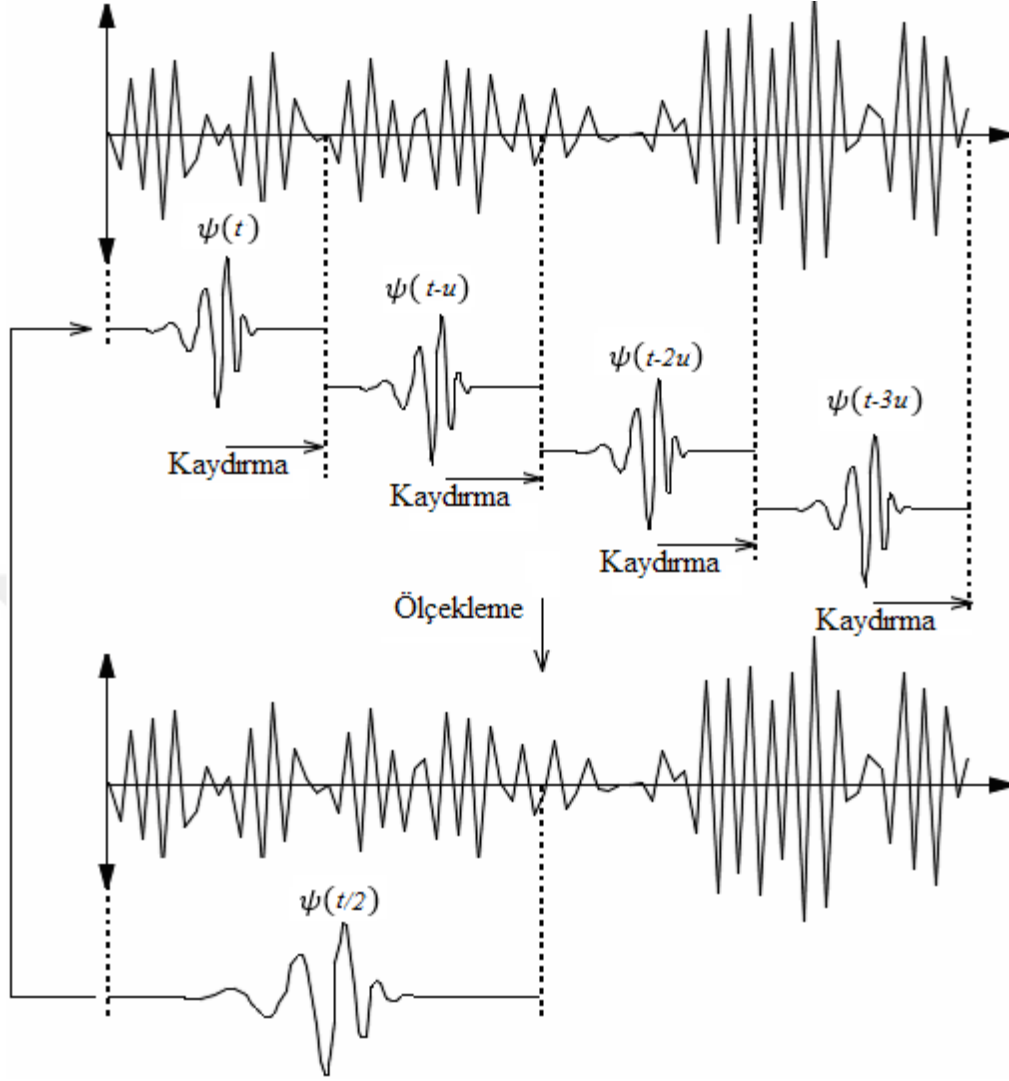 ψ(t)
ψ(t-u)
ψ(t-2u)
ψ(t-3u)
Kaydırma
Kaydırma
Kaydırma
Kaydırma
Ölçekleme
ψ(t/2)